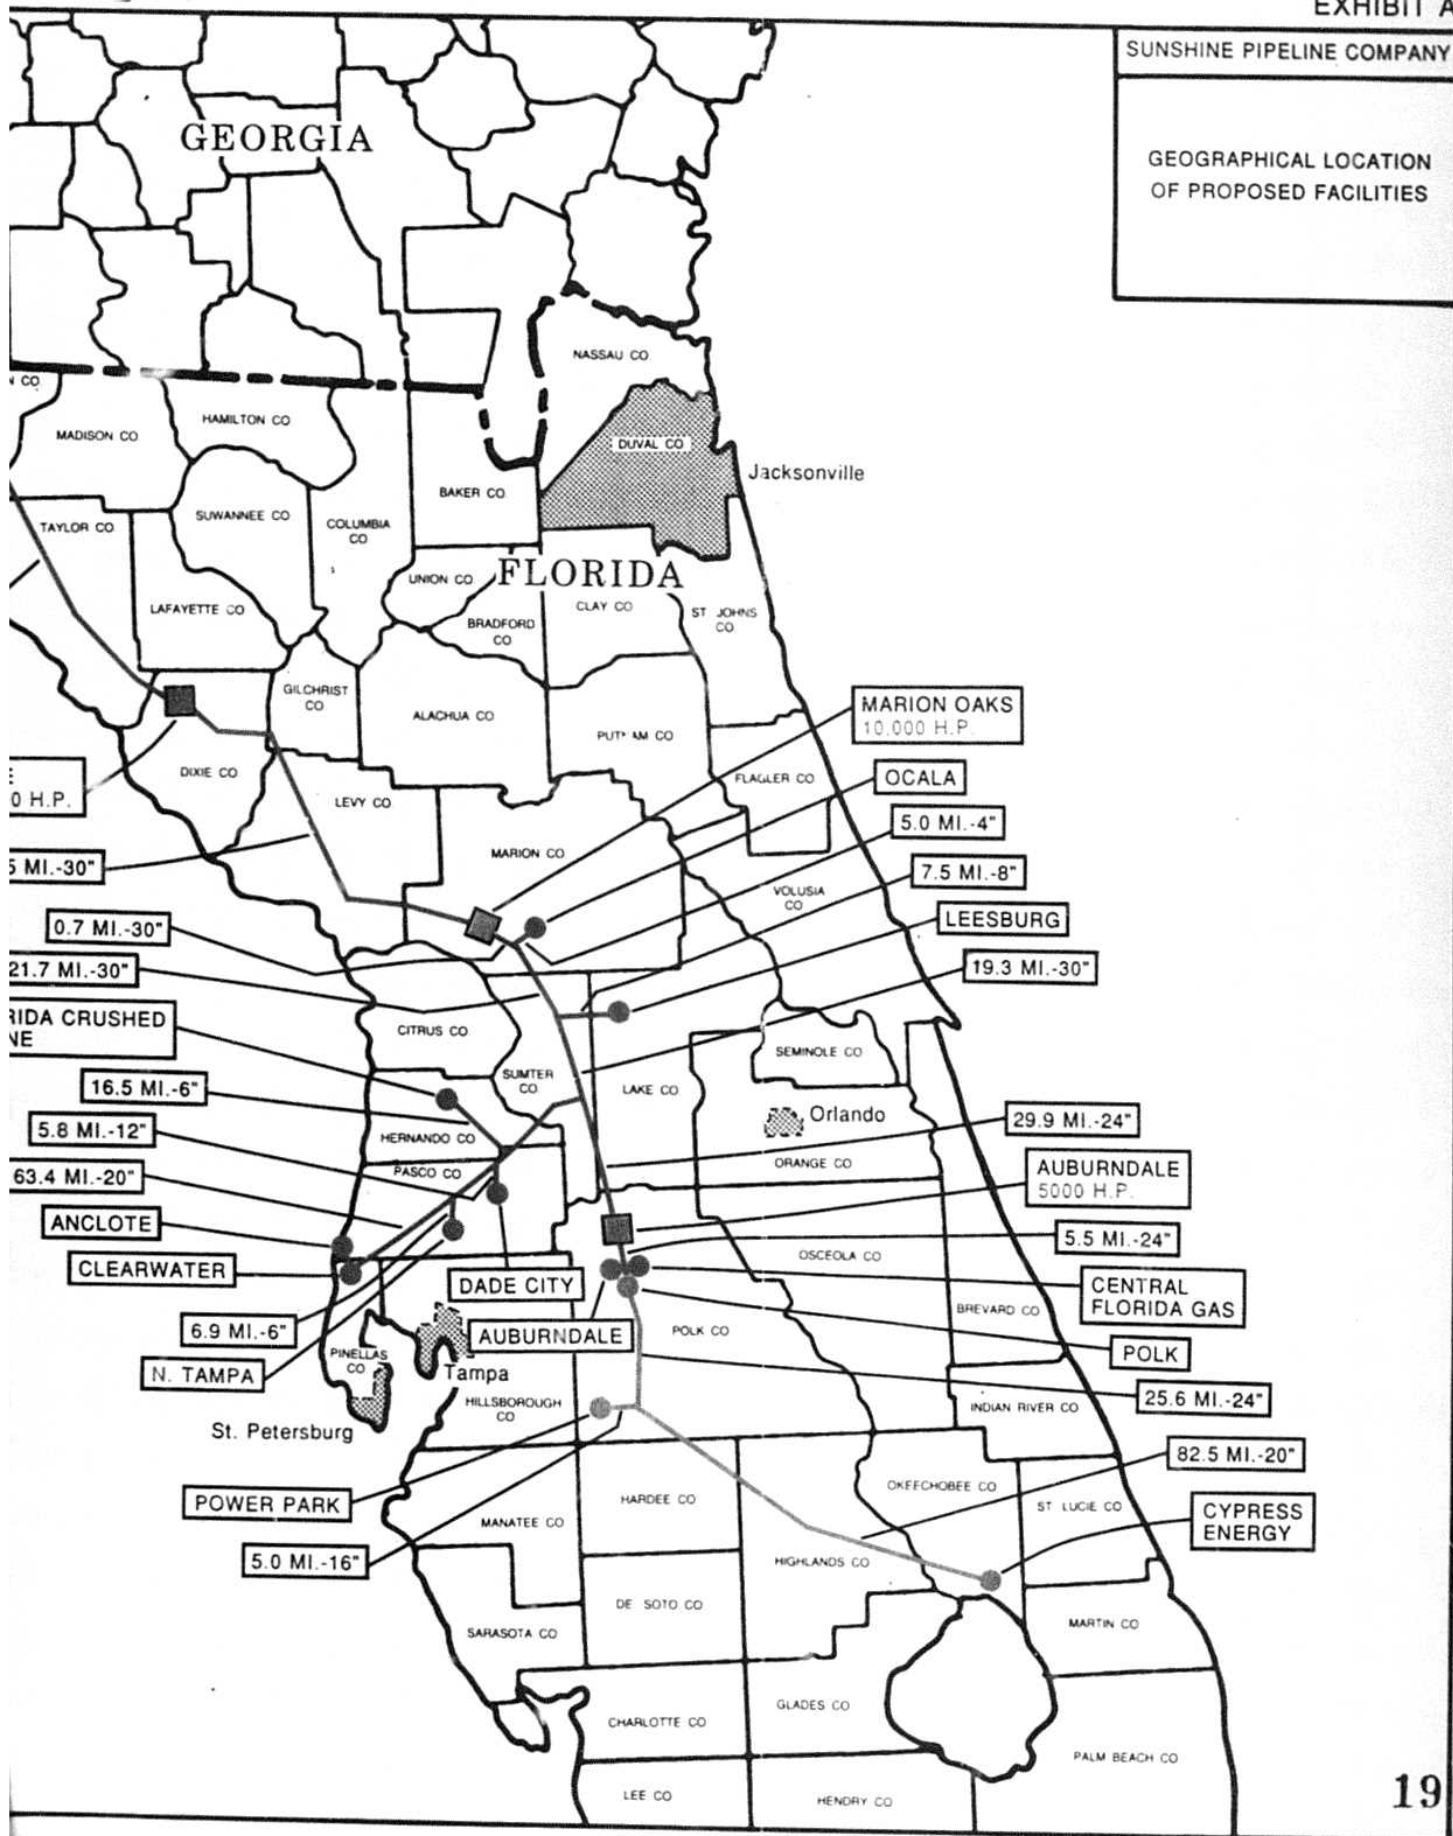 EXHIBIT A
SUNSHINE PIPELINE COMPANY
GEOGRAPHICAL LOCATION
OF PROPOSED FACILITIES
GEORGIA
NASSAU CO
N CO
HAMILTON CO
MADISON CO
DUVAL CO
Jacksonville
BAKER CO
SUWANNEE CO
TAYLOR CO
COLUMBIA
CO
FLORIDA
UNION CO
LAFAYETTE CO
CLAY CO
ST JOHNS
CO
BRADFORD
CO
GILCHRIST
CO
ALACHUA CO
MARION OAKS
10,000 H.P.
PUTNAM CO
DIXIE CO
FLAGLER CO
OCALA
E
0 H.P.
LEVY CO
5.0 MI.-4"
MARION CO
5 MI.-30"
7.5 MI.-8"
VOLUSIA
CO
LEESBURG
0.7 MI.-30"
21.7 MI.-30"
19.3 MI.-30"
RIDA CRUSHED
NE
CITRUS CO
SEMINOLE CO
SUMTER
CO
LAKE CO
16.5 MI.-6"
Orlando
29.9 MI.-24"
5.8 MI.-12"
HERNANDO CO
ORANGE CO
AUBURNDALE
5000 H.P.
63.4 MI.-20"
PASCO CO
ANCLOTE
5.5 MI.-24"
OSCEOLA CO
CLEARWATER
DADE CITY
CENTRAL
FLORIDA GAS
BREVARD CO
6.9 MI.-6"
AUBURNDALE
POLK CO
POLK
PINELLAS
CO
N. TAMPA
Tampa
25.6 MI.-24"
HILLSBOROUGH
CO
INDIAN RIVER CO
St. Petersburg
82.5 MI.-20"
OKEECHOBEE CO
POWER PARK
HARDEE CO
ST LUCIE CO
CYPRESS
ENERGY
MANATEE CO
5.0 MI.-16"
HIGHLANDS CO
DE SOTO CO
MARTIN CO
SARASOTA CO
GLADES CO
CHARLOTTE CO
PALM BEACH CO
LEE CO
HENDRY CO
19